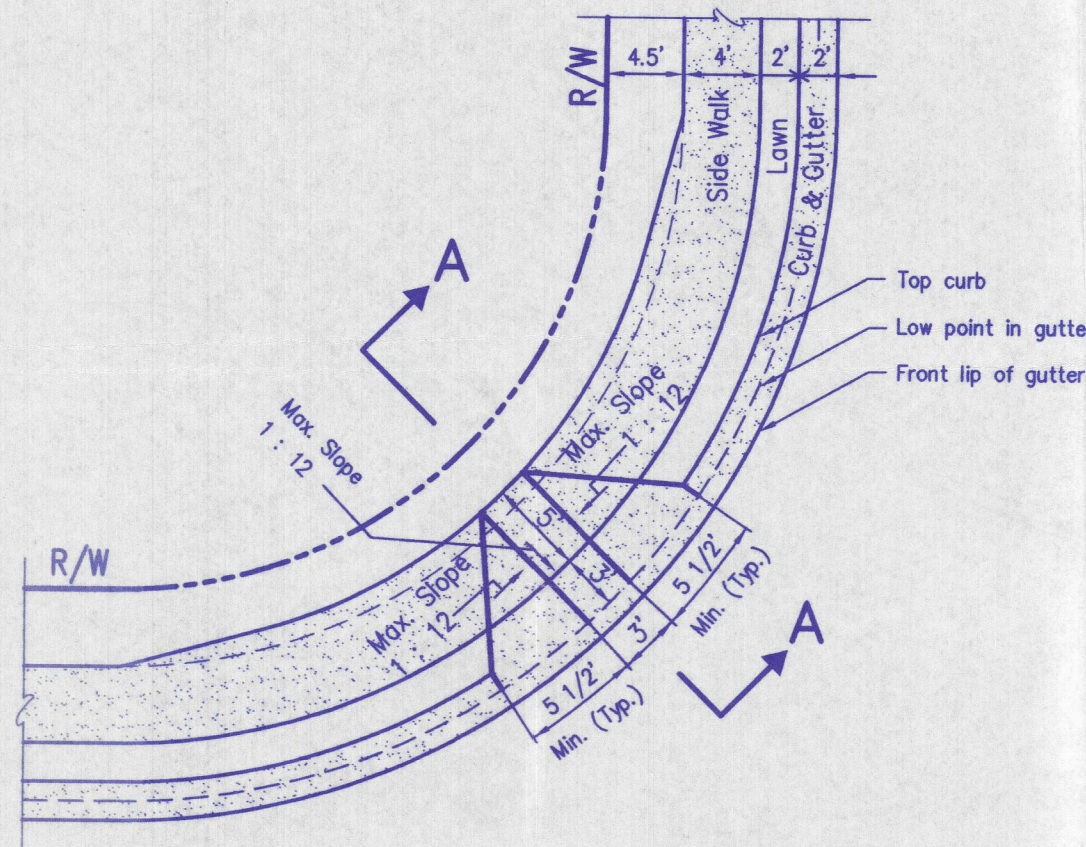 R/W
4.5'
4'
2'
2'
Side Walk
Lawn
Curb & Gutter
A
Top curb
Low point in gutte
Front lip of gutter
Max. Slope
1 : 12
Max. Slope
1 : 12
R/W
5'
3'
Max. Slope
1 : 12
5 1/2'
Min. (Typ.)
3'
5 1/2'
Min. (Typ.)
A